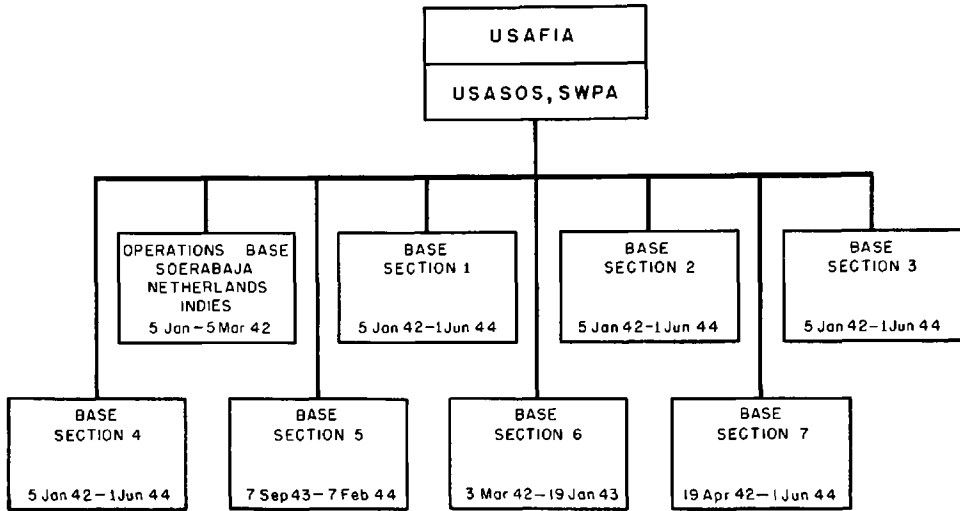 USAFIA
USASOS, SWPA
OPERATIONS BASE
SOERABAJA
NETHERLANDS
INDIES
5 Jan – 5 Mar 42
BASE
SECTION 1
5 Jan 42 – 1 Jun 44
BASE
SECTION 2
5 Jan 42 – 1 Jun 44
BASE
SECTION 3
5 Jan 42 – 1 Jun 44
BASE
SECTION 4
5 Jan 42 – 1 Jun 44
BASE
SECTION 5
7 Sep 43 – 7 Feb 44
BASE
SECTION 6
3 Mar 42 – 19 Jan 43
BASE
SECTION 7
19 Apr 42 – 1 Jun 44